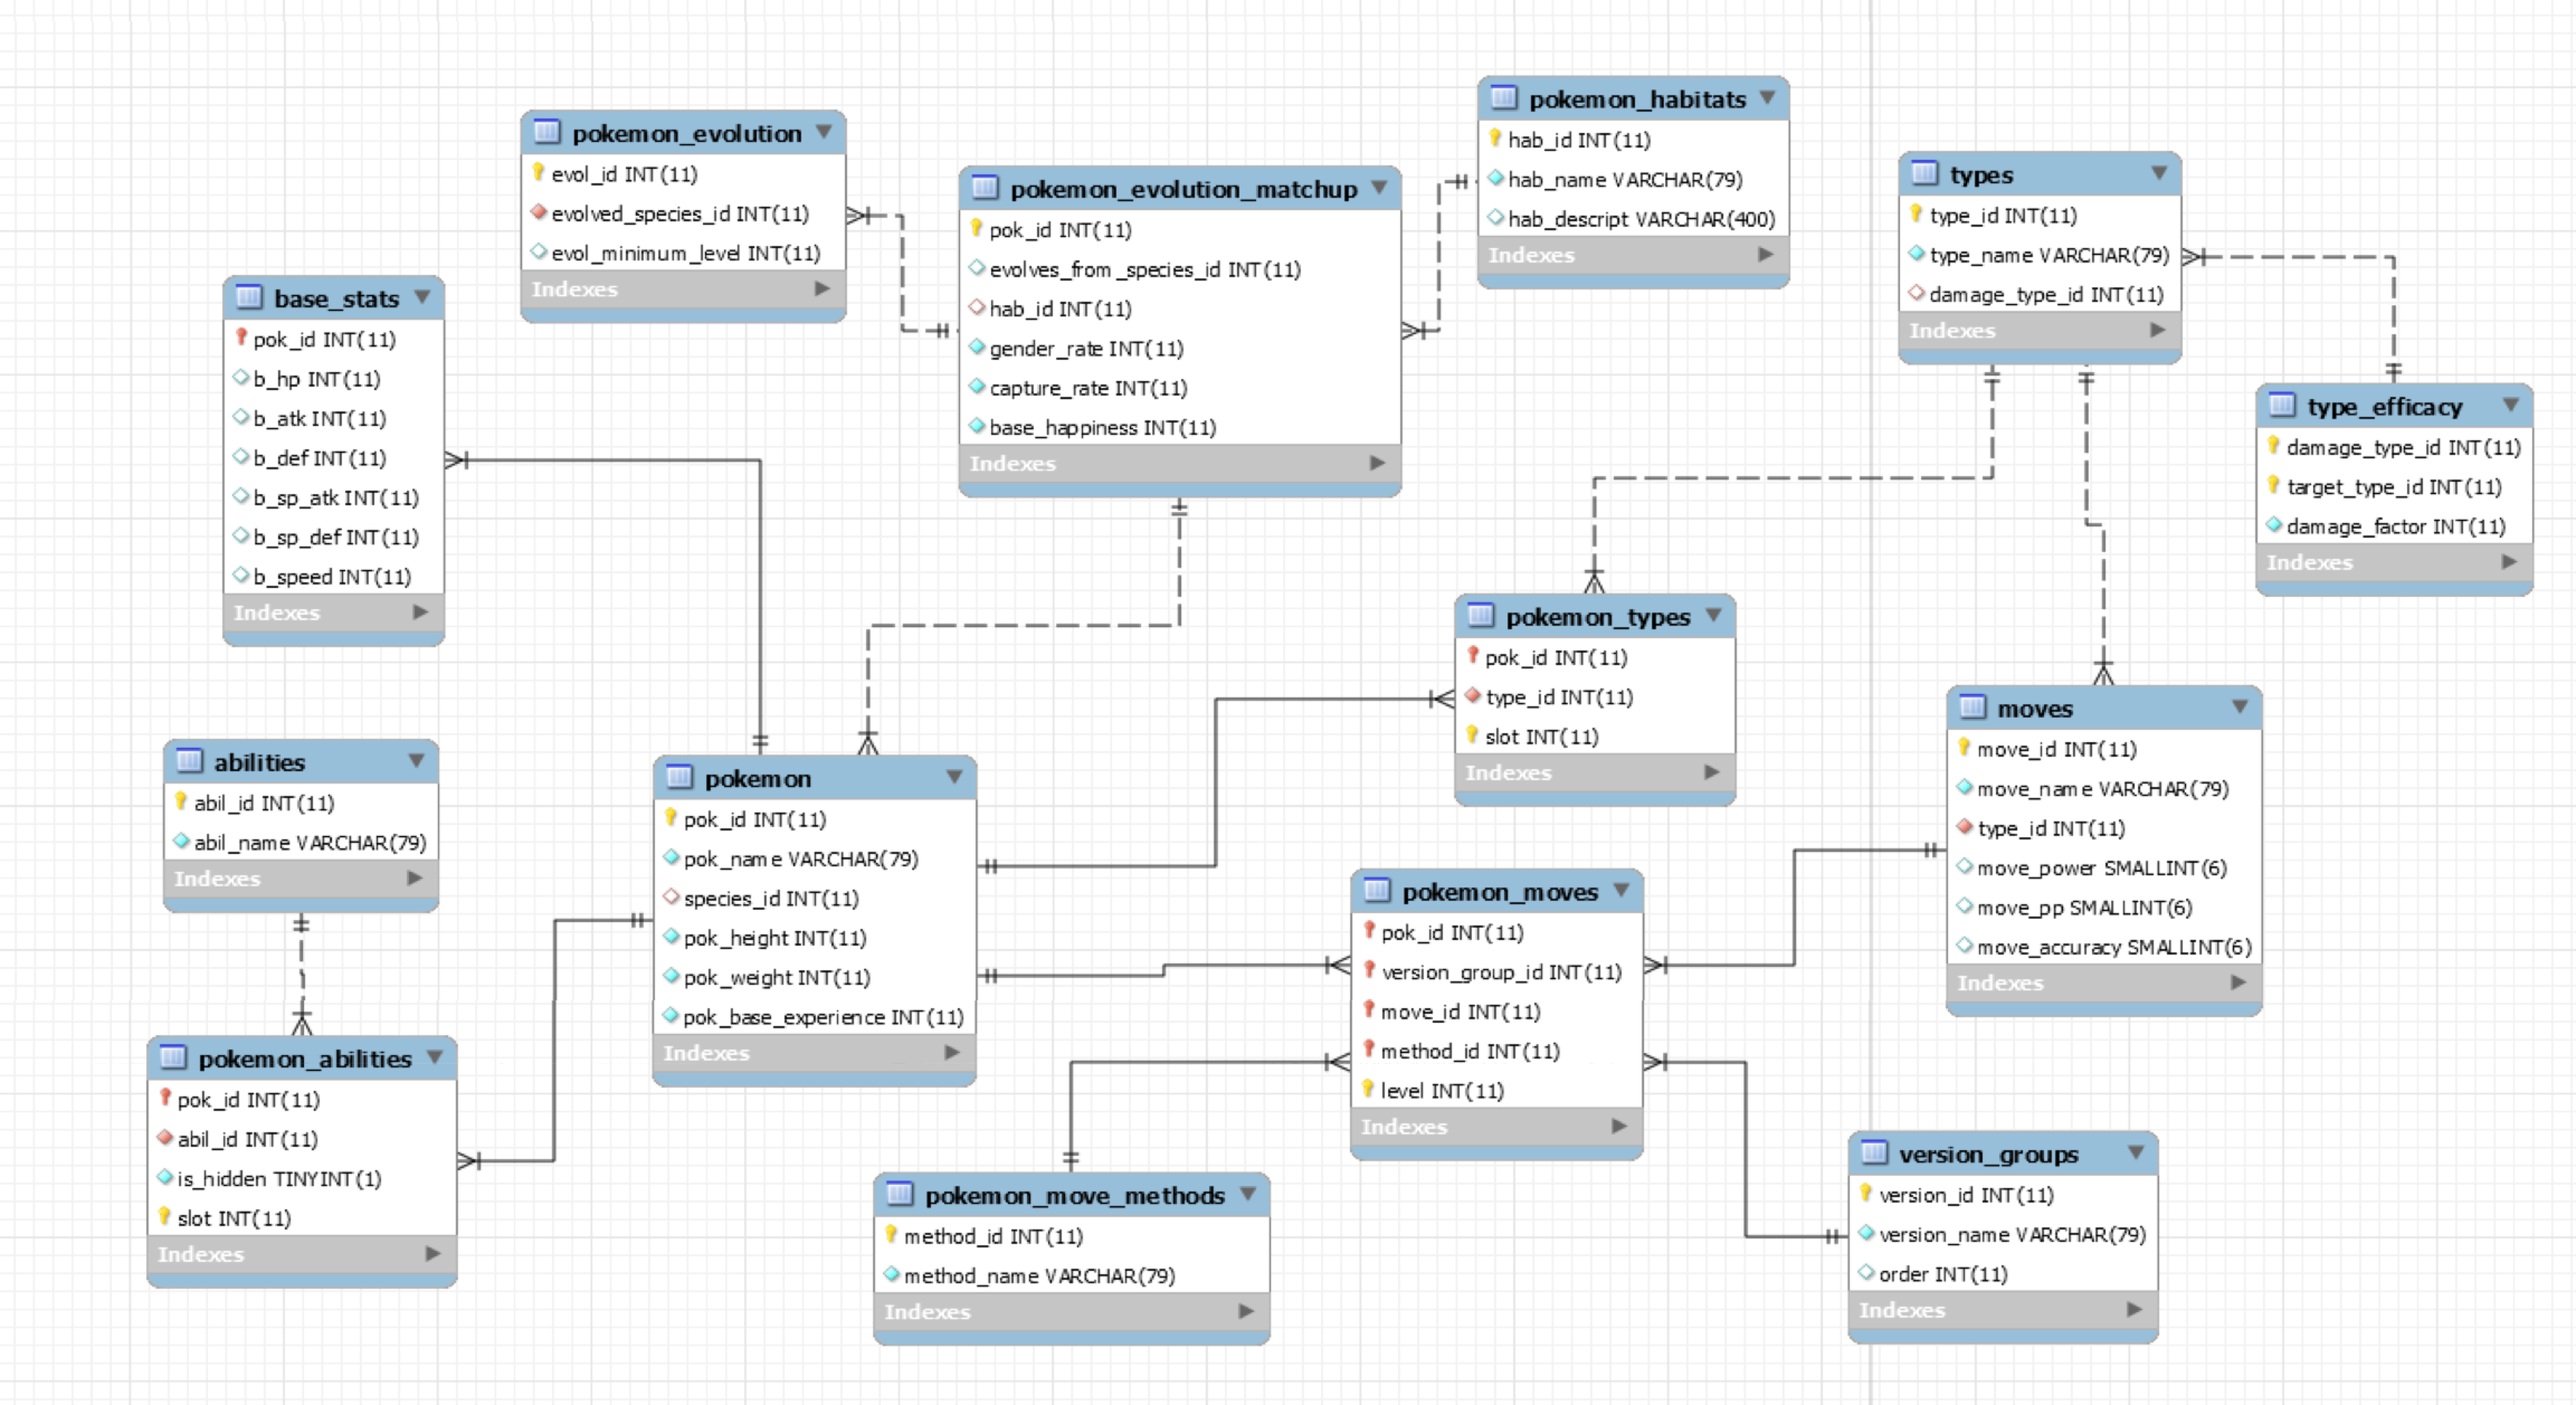 pokemon_habitats
hab_id INT(11)
hab_name VARCHAR(79)
hab_descript VARCHAR(400)
Indexes
pokemon_evolution
evol_id INT(11)
evolved_species_id INT(11)
evol_minimum_level INT(11)
Indexes
pokemon_evolution_matchup
pok_id INT(11)
evolves_from_species_id INT(11)
hab_id INT(11)
gender_rate INT(11)
capture_rate INT(11)
base_happiness INT(11)
Indexes
types
type_id INT(11)
type_name VARCHAR(79)
damage_type_id INT(11)
Indexes
base_stats
pok_id INT(11)
b_hp INT(11)
b_atk INT(11)
b_def INT(11)
b_sp_atk INT(11)
b_sp_def INT(11)
b_speed INT(11)
Indexes
type_efficacy
damage_type_id INT(11)
target_type_id INT(11)
damage_factor INT(11)
Indexes
pokemon_types
pok_id INT(11)
type_id INT(11)
slot INT(11)
Indexes
moves
move_id INT(11)
move_name VARCHAR(79)
type_id INT(11)
move_power SMALLINT(6)
move_pp SMALLINT(6)
move_accuracy SMALLINT(6)
Indexes
abilities
abil_id INT(11)
abil_name VARCHAR(79)
Indexes
pokemon
pok_id INT(11)
pok_name VARCHAR(79)
species_id INT(11)
pok_height INT(11)
pok_weight INT(11)
pok_base_experience INT(11)
Indexes
pokemon_moves
pok_id INT(11)
version_group_id INT(11)
move_id INT(11)
method_id INT(11)
level INT(11)
Indexes
pokemon_abilities
pok_id INT(11)
abil_id INT(11)
is_hidden TINYINT(1)
slot INT(11)
Indexes
pokemon_move_methods
method_id INT(11)
method_name VARCHAR(79)
Indexes
version_groups
version_id INT(11)
version_name VARCHAR(79)
order INT(11)
Indexes